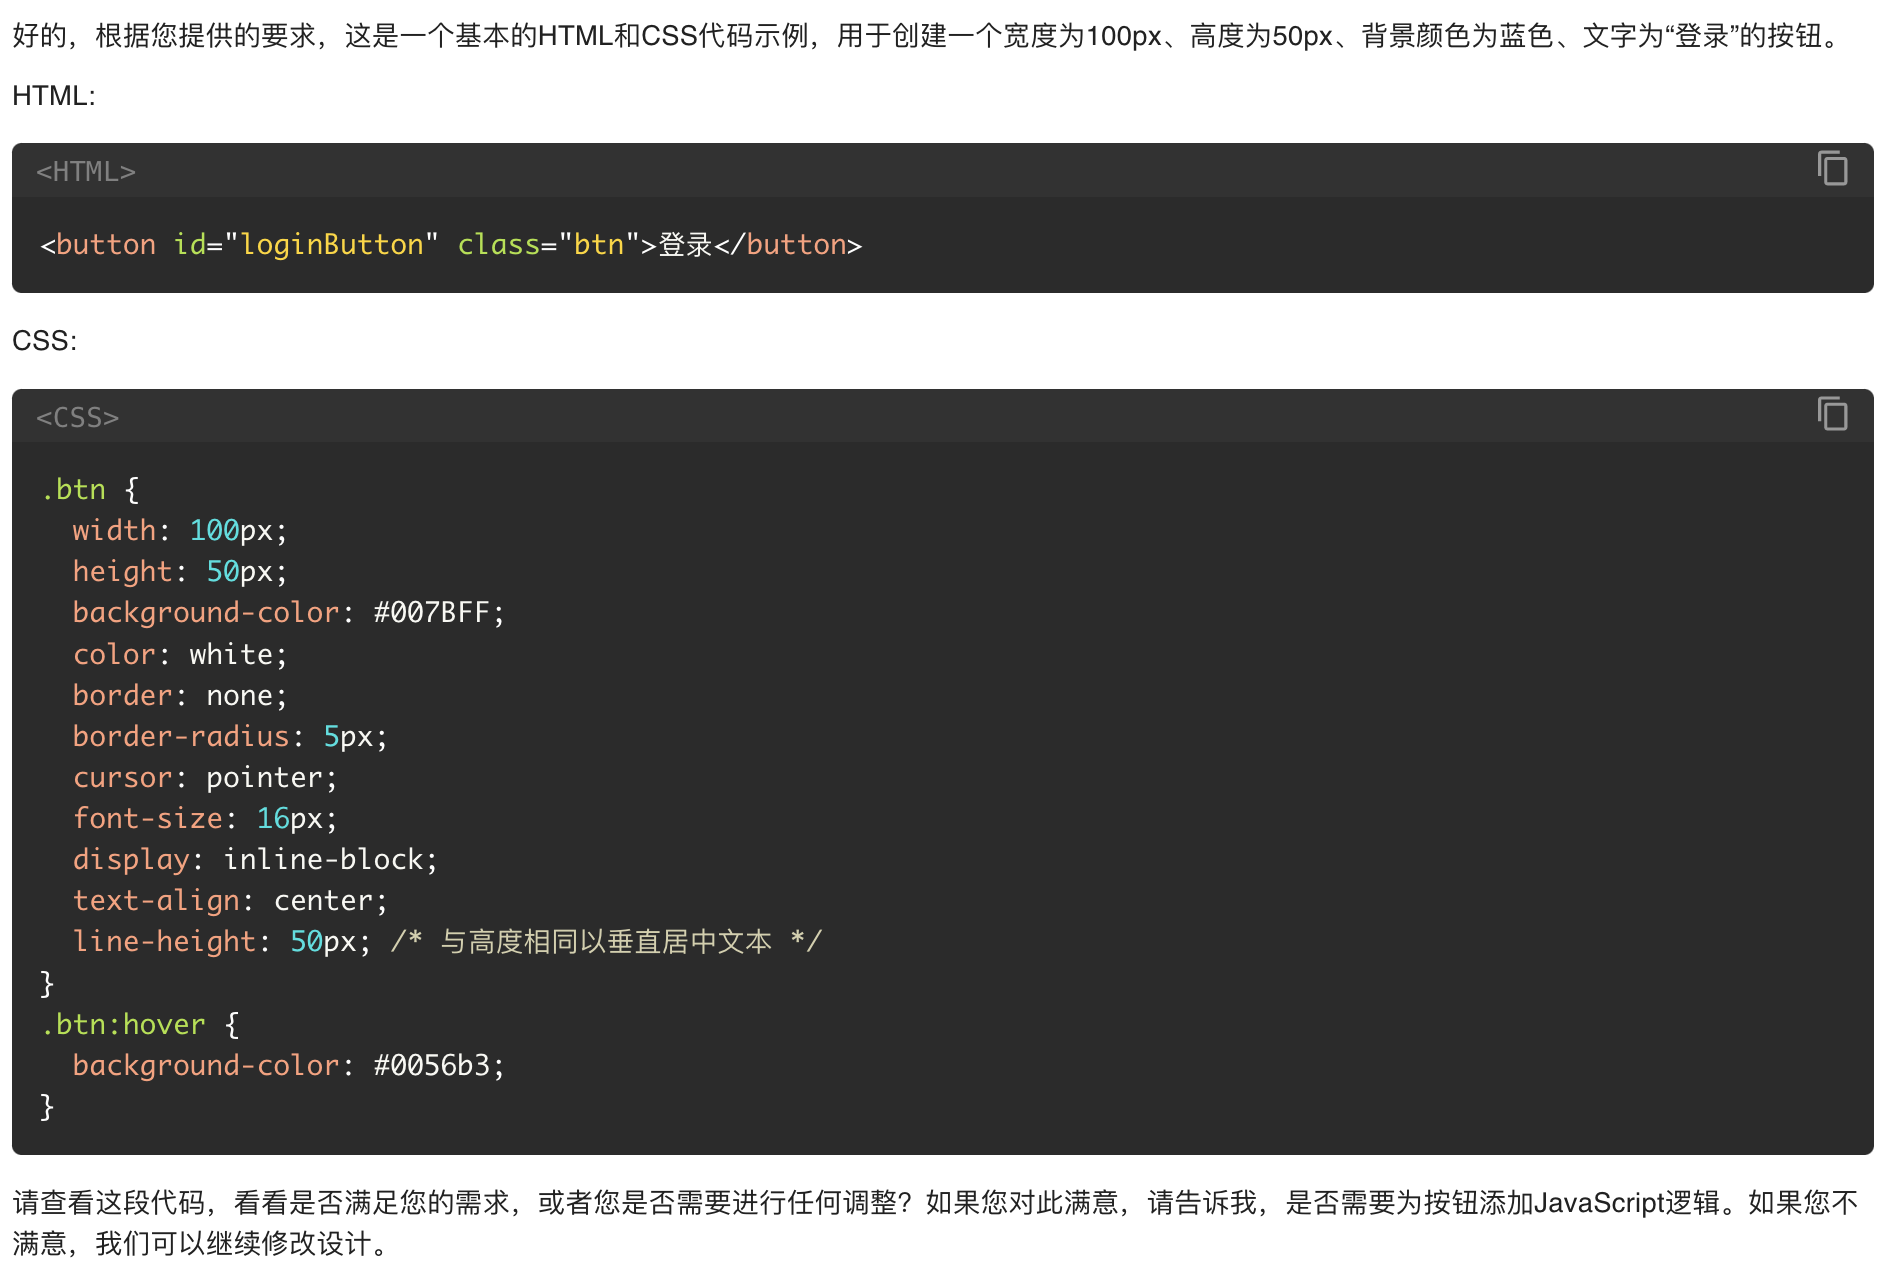 好的，根据您提供的要求，这是一个基本的HTML和CSS代码示例，用于创建一个宽度为100px、高度为50px、背景颜色为蓝色、文字为“登录”的按钮。
HTML:
<HTML>
<button id="loginButton" class="btn">登录</button>
CSS:
<CSS>
.btn {
  width: 100px;
  height: 50px;
  background-color: #007BFF;
  color: white;
  border: none;
  border-radius: 5px;
  cursor: pointer;
  font-size: 16px;
  display: inline-block;
  text-align: center;
  line-height: 50px; /* 与高度相同以垂直居中文本 */
}
.btn:hover {
  background-color: #0056b3;
}
请查看这段代码，看看是否满足您的需求，或者您是否需要进行任何调整？如果您对此满意，请告诉我，是否需要为按钮添加JavaScript逻辑。如果您不
满意，我们可以继续修改设计。